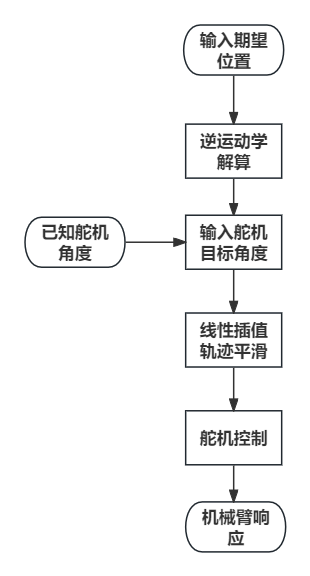 输入期望
位置
逆运动学
解算
已知舵机
角度
输入舵机
目标角度
线性插值
轨迹平滑
舵机控制
机械臂响
应